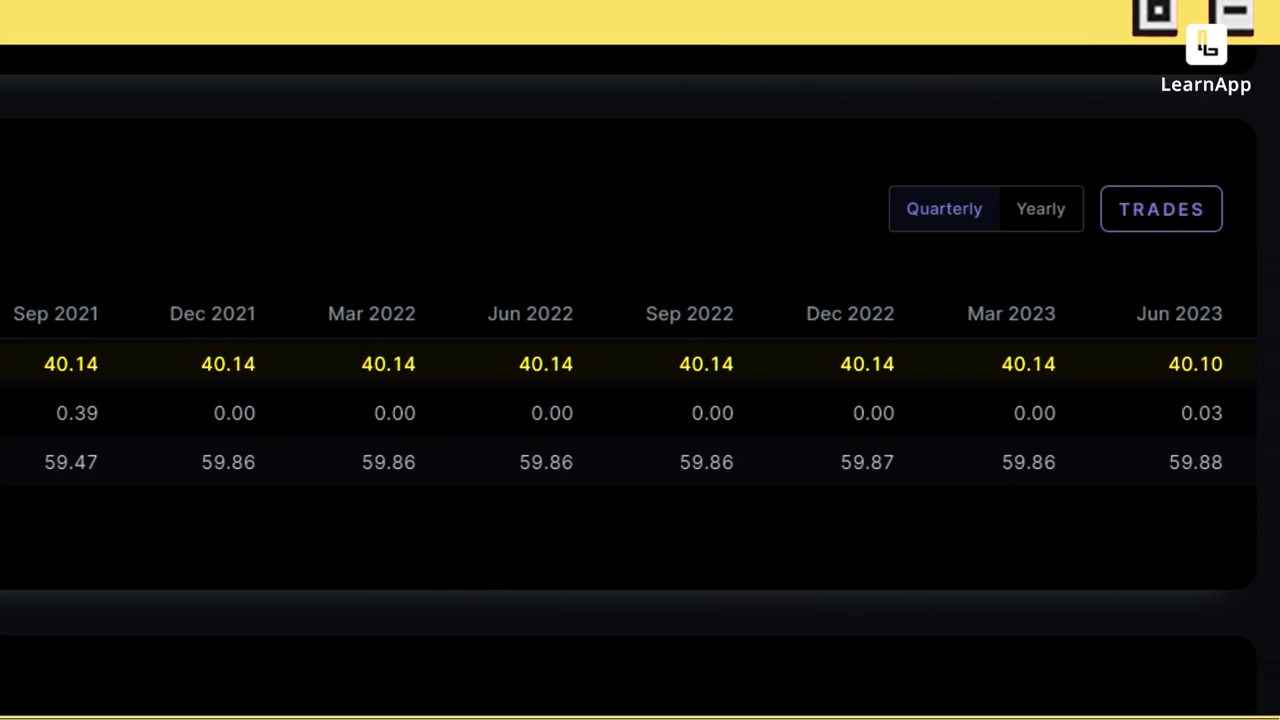 LearnApp
Quarterly Yearly TRADES
Sep 2021 Dec 2021 Mar 2022 Jun 2022 Sep 2022 Dec 2022 Mar 2023 Jun 2023
40.14 40.14 40.14 40.14 40.14 40.14 40.14 40.10
0.39 0.00 0.00 0.00 0.00 0.00 0.00 0.03
59.47 59.86 59.86 59.86 59.86 59.87 59.86 59.88